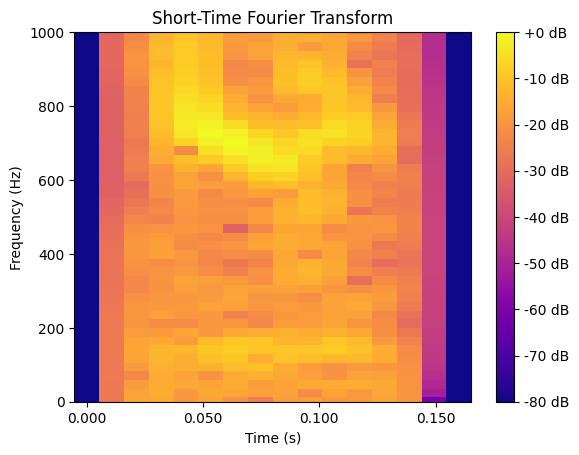 Short-Time Fourier Transform
1000
800
600
400
200
0
Frequency (Hz)
0.000
0.050
0.100
0.150
Time (s)
+0 dB
-10 dB
-20 dB
-30 dB
-40 dB
-50 dB
-60 dB
-70 dB
-80 dB